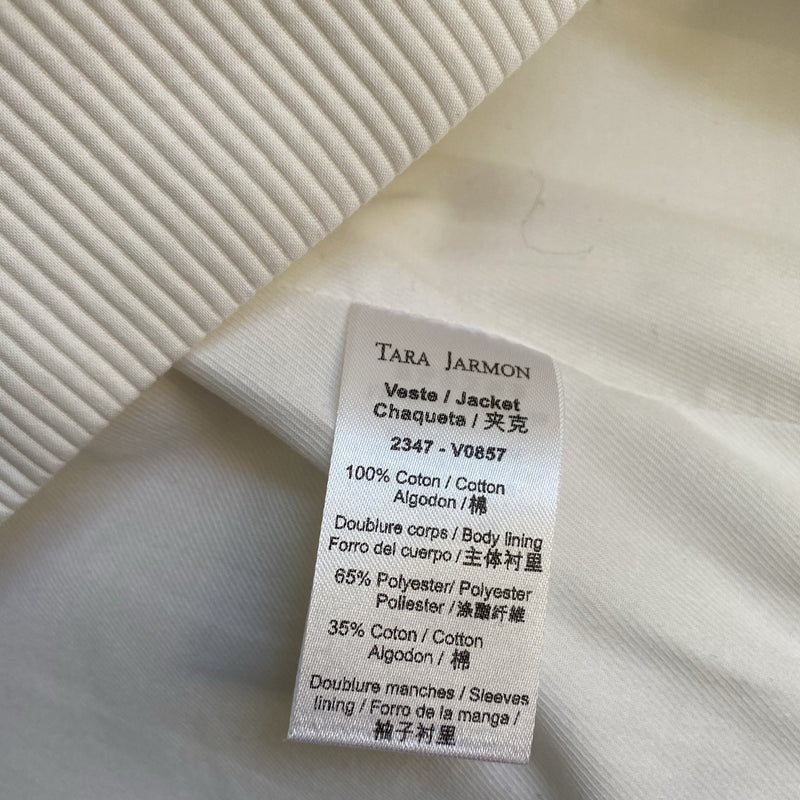 TARA JARMON
Veste / Jacket
Chaqueta / 夹克
2347 - V0857
100% Coton / Cotton
Algodon / 棉
Doublure corps / Body lining
Forro del cuerpo / 主体衬里
65% Polyester/ Polyester
Poliester / 涤酸纤維
35% Coton / Cotton
Algodon / 棉
Doublure manches / Sleeves
lining / Forro de la manga /
袖子衬里